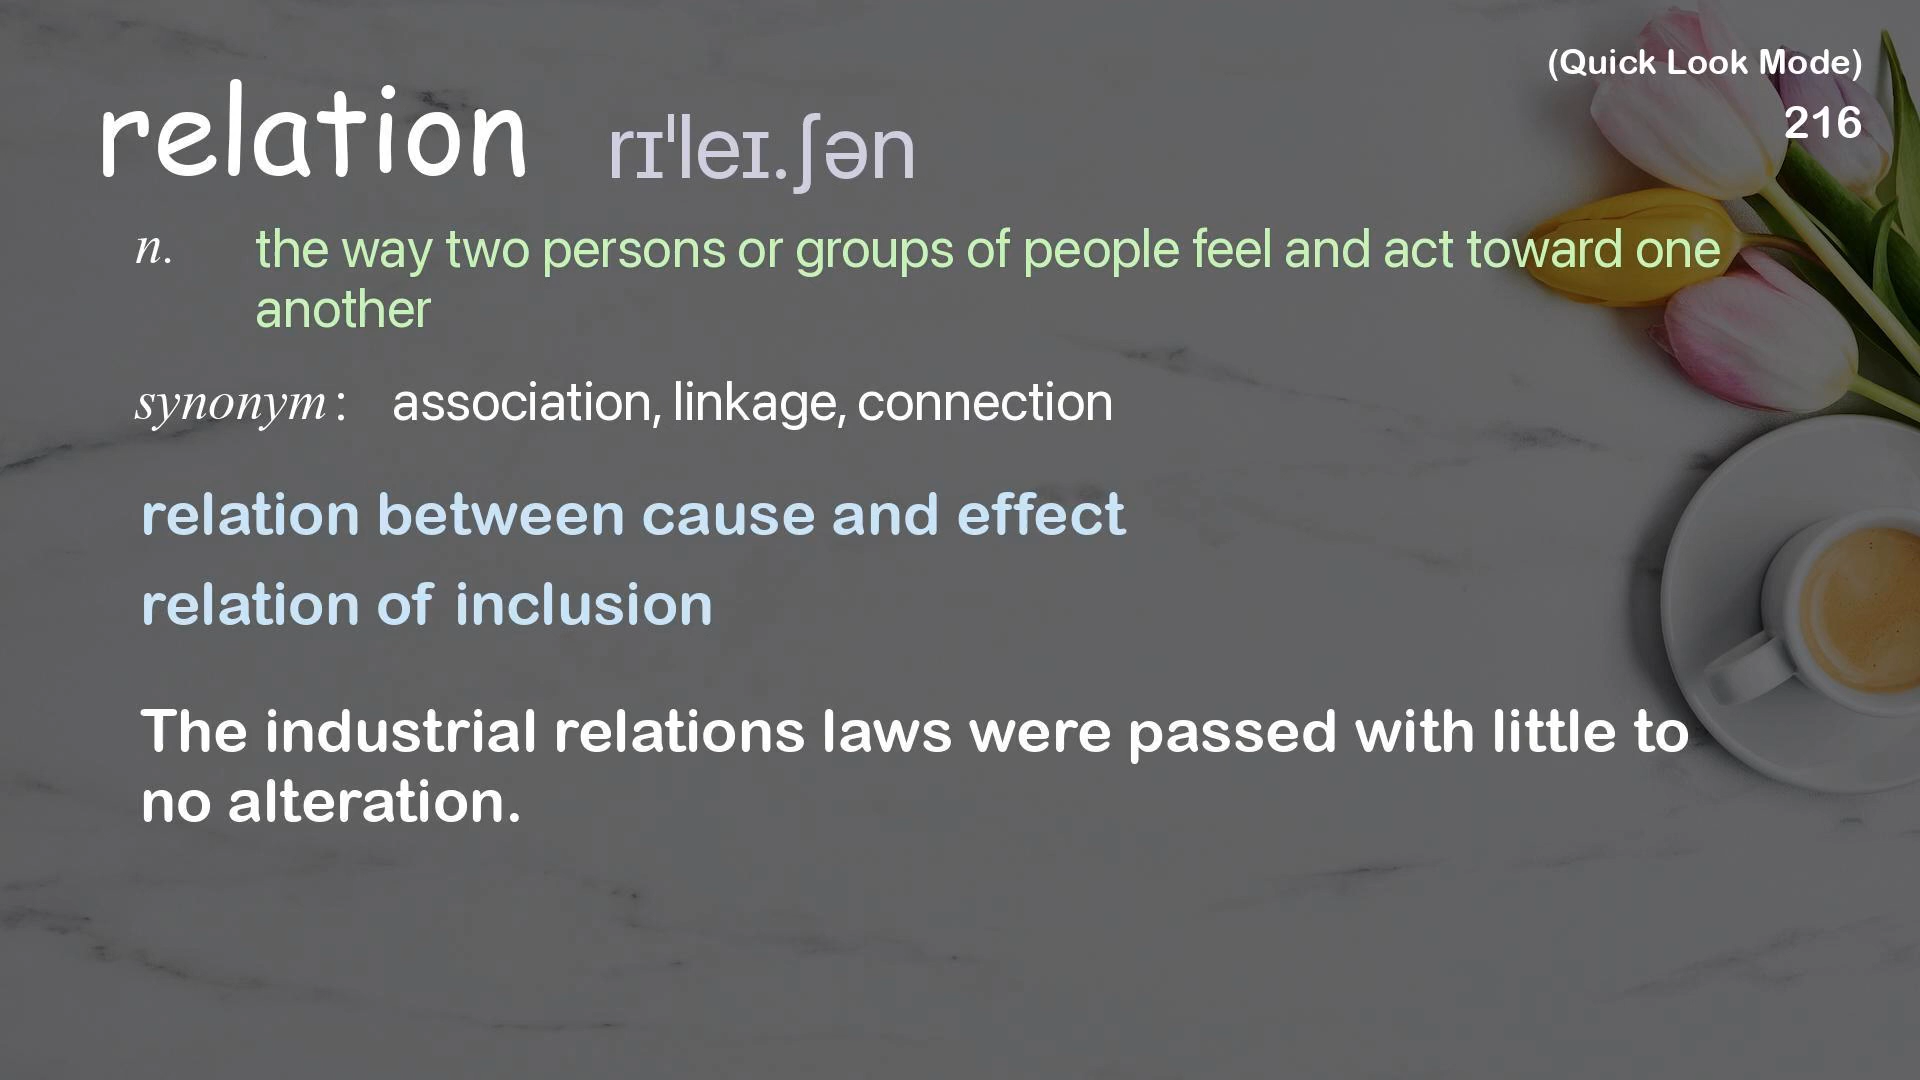 (Quick Look Mode)
216
relation rɪˈleɪ.ʃən
n. the way two persons or groups of people feel and act toward one
another
synonym: association, linkage, connection
relation between cause and effect
relation of inclusion
The industrial relations laws were passed with little to
no alteration.